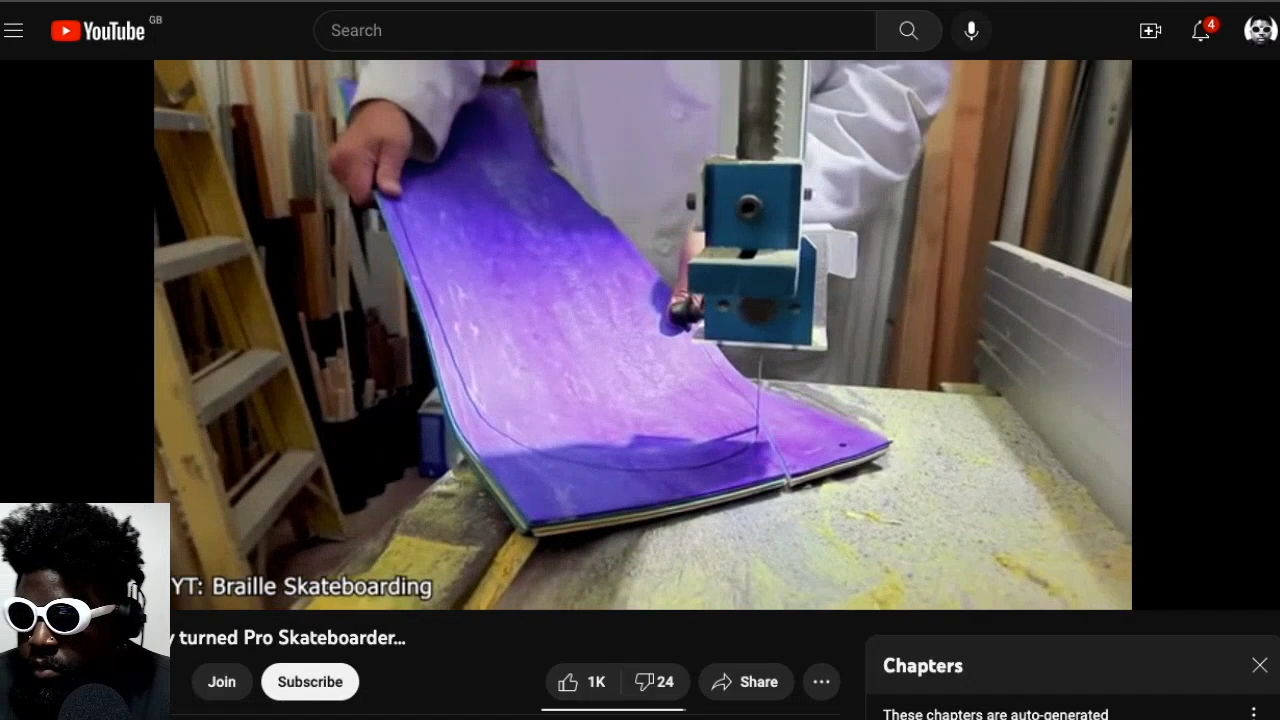 YouTube GB
Search
4
YT: Braille Skateboarding
turned Pro Skateboarder...
Join
Subscribe
1K
24
Share
Chapters
These chapters are auto-generated